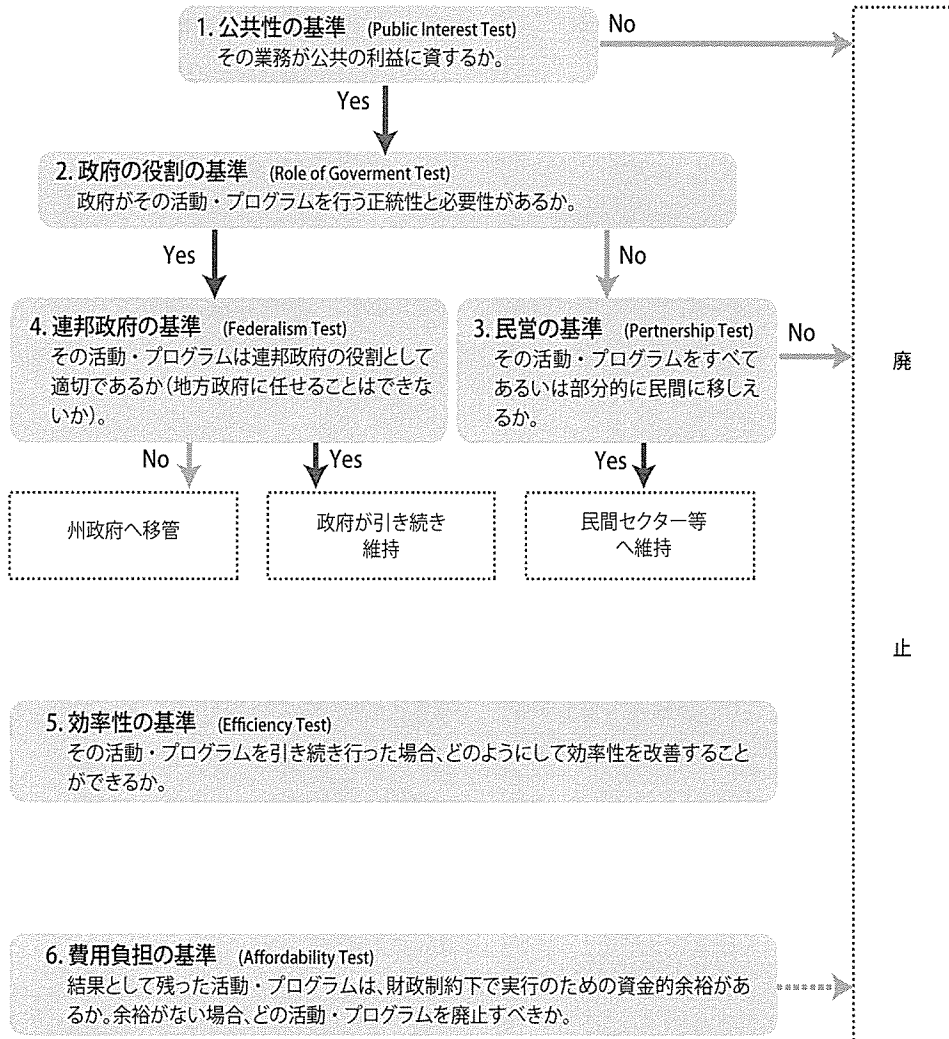 1. 公共性の基準 (Public Interest Test)
その業務が公共の利益に資するか。
No
Yes
2. 政府の役割の基準 (Role of Goverment Test)
政府がその活動・プログラムを行う正統性と必要性があるか。
Yes
No
4. 連邦政府の基準 (Federalism Test)
その活動・プログラムは連邦政府の役割として
適切であるか(地方政府に任せることはできな
いか)。
3. 民営の基準 (Pertnership Test)
その活動・プログラムをすべて
あるいは部分的に民間に移しえ
るか。
No
No
Yes
Yes
州政府へ移管
政府が引き続き
維持
民間セクター等
へ維持
廃
止
5. 効率性の基準 (Efficiency Test)
その活動・プログラムを引き続き行った場合、どのようにして効率性を改善すること
ができるか。
6. 費用負担の基準 (Affordability Test)
結果として残った活動・プログラムは、財政制約下で実行のための資金的余裕があ
るか。余裕がない場合、どの活動・プログラムを廃止すべきか。